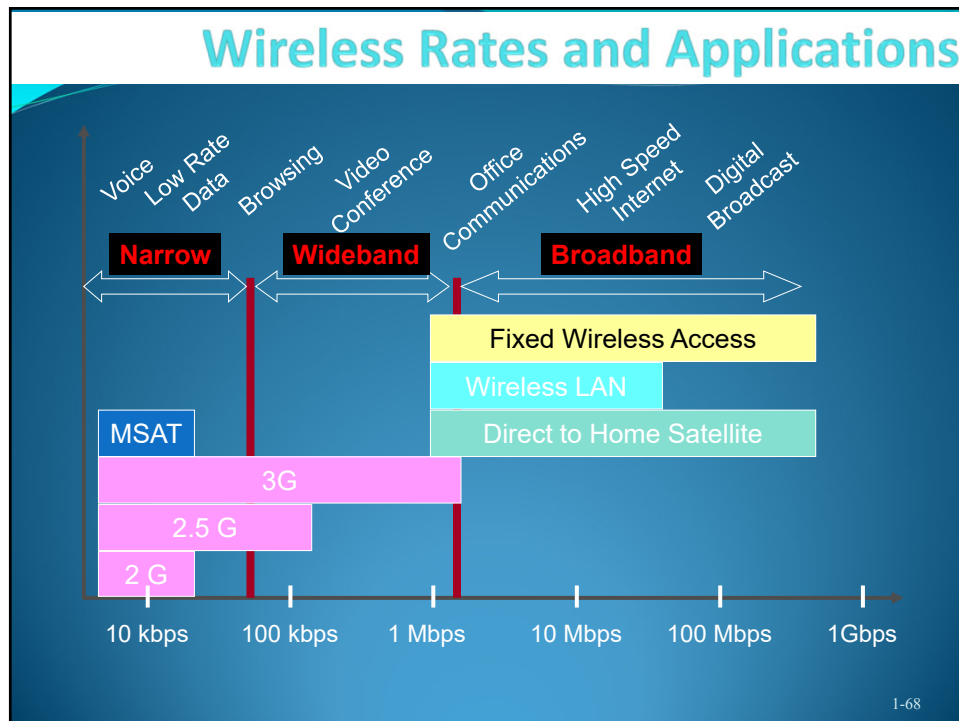 Wireless Rates and Applications
Voice
Low Rate
Data
Browsing
Video
Conference
Office
Communications
High Speed
Internet
Digital
Broadcast
Narrow
Wideband
Broadband
Fixed Wireless Access
Wireless LAN
MSAT
Direct to Home Satellite
3G
2.5 G
2 G
10 kbps
100 kbps
1 Mbps
10 Mbps
100 Mbps
1Gbps
1-68